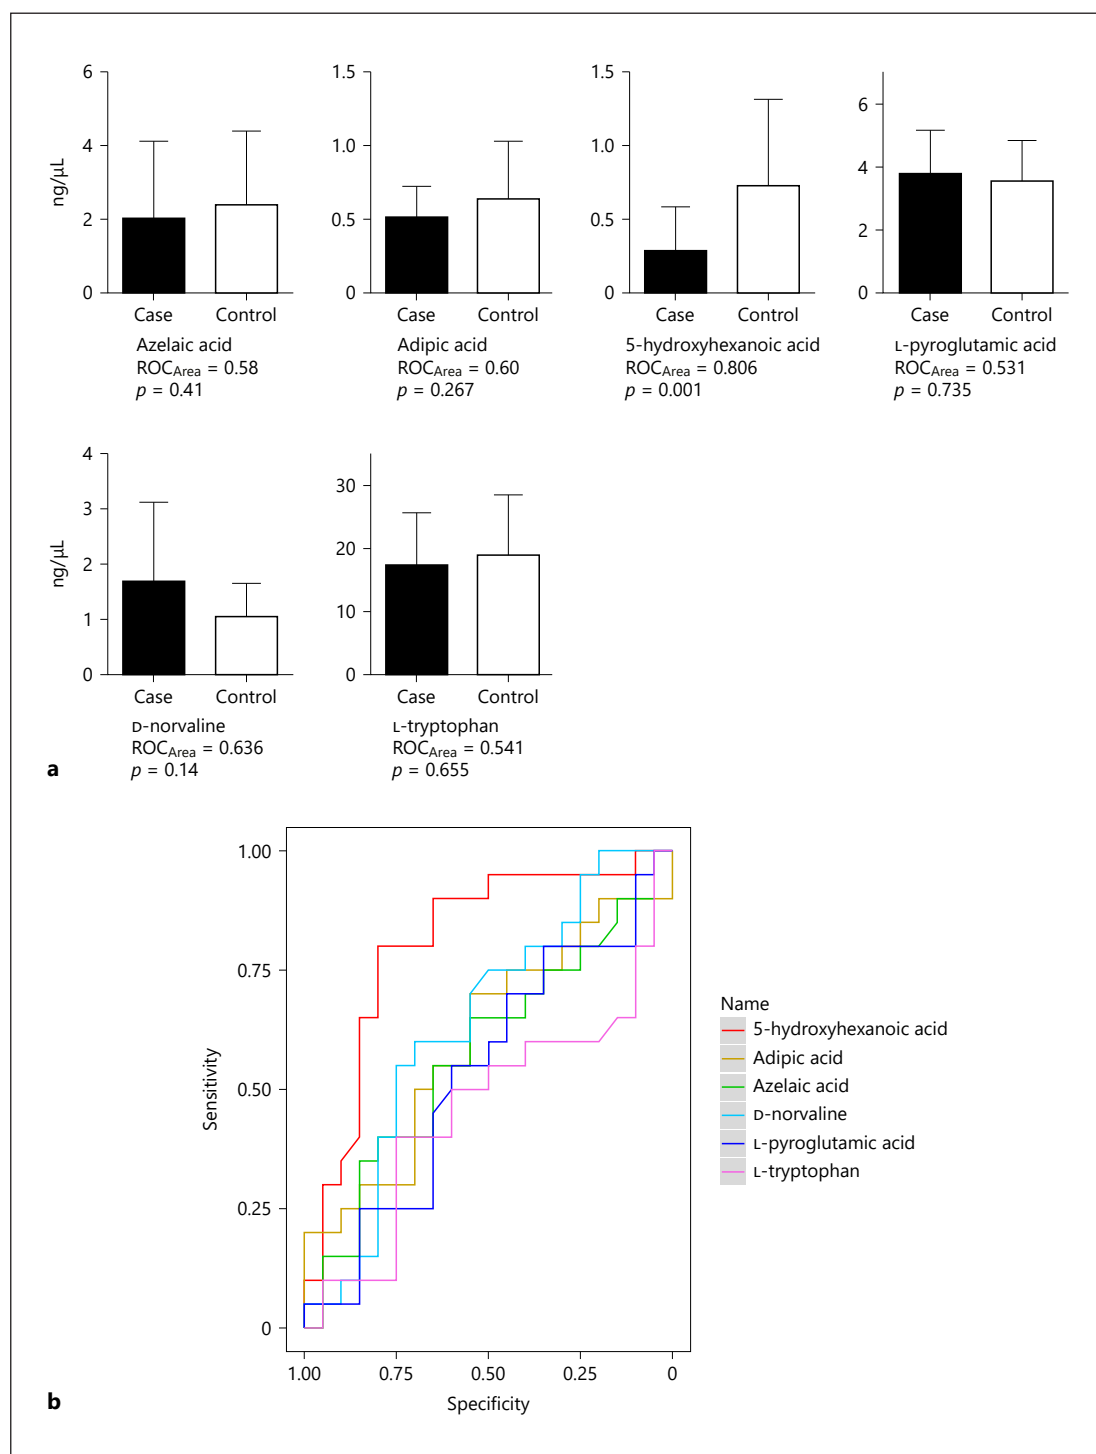 6
4
2
0
ng/μL
Case Control
Azelaic acid
ROCArea = 0.58
p = 0.41
1.5
1.0
0.5
0
Case Control
Adipic acid
ROCArea = 0.60
p = 0.267
1.5
1.0
0.5
0
Case Control
5-hydroxyhexanoic acid
ROCArea = 0.806
p = 0.001
6
4
2
0
Case Control
L-pyroglutamic acid
ROCArea = 0.531
p = 0.735
4
3
2
1
0
ng/μL
Case Control
D-norvaline
ROCArea = 0.636
p = 0.14
30
20
10
0
Case Control
L-tryptophan
ROCArea = 0.541
p = 0.655
a
1.00
0.75
0.50
0.25
0
Sensitivity
1.00 0.75 0.50 0.25 0
Specificity
Name
5-hydroxyhexanoic acid
Adipic acid
Azelaic acid
D-norvaline
L-pyroglutamic acid
L-tryptophan
b